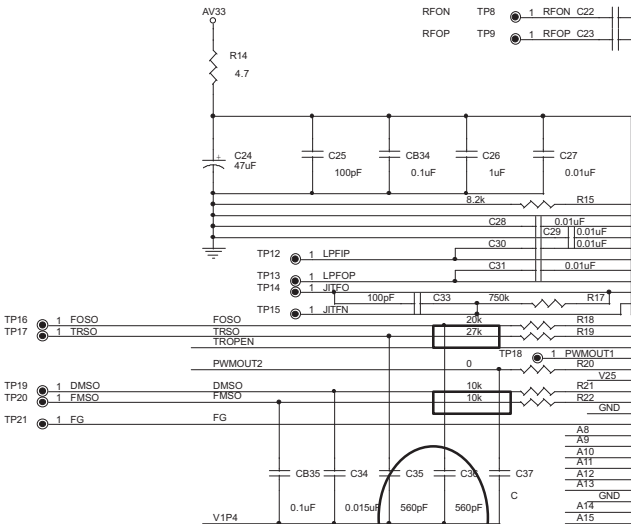 AV33
RFON TP8 1 RFON C22
RFOP TP9 1 RFOP C23
R14
4.7
+
C24
47uF
C25
100pF
CB34
0.1uF
C26
1uF
C27
0.01uF
8.2k R15
C28 0.01uF
C29 0.01uF
C30 0.01uF
C31 0.01uF
TP12 1 LPFIP
TP13 1 LPFOP
TP14 1 JITFO
100pF C33 750k R17
TP15 1 JITFN
TP16 1 FOSO FOSO 20k R18
TP17 1 TRSO TRSO 27k R19
TROPEN
TP18 1 PWMOUT1
PWMOUT2 0 R20
V25
TP19 1 DMSO DMSO 10k R21
TP20 1 FMSO FMSO 10k R22
GND
TP21 1 FG FG
A8
A9
A10
A11
A12
A13
GND
A14
A15
CB35
0.1uF
C34
0.015uF
C35
560pF
C36
560pF
C37
C
V1P4